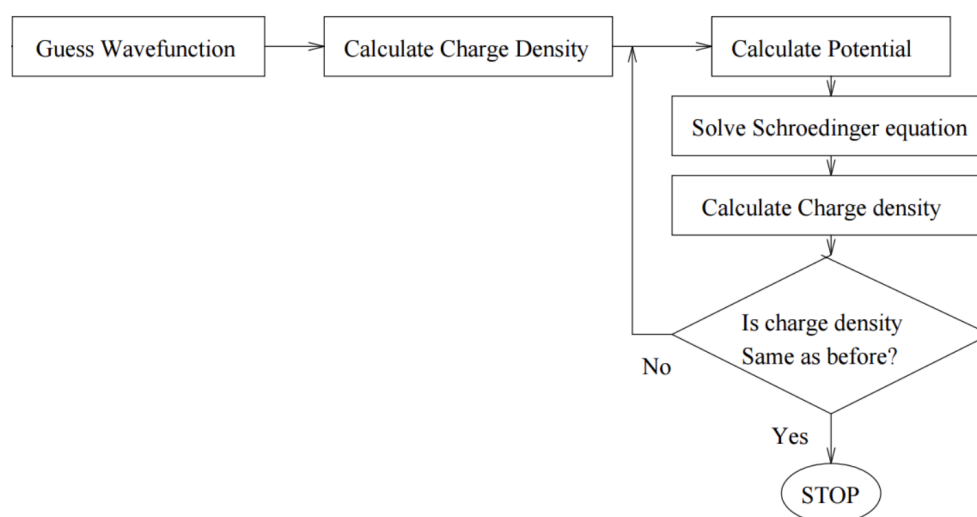 Guess Wavefunction
Calculate Charge Density
Calculate Potential
Solve Schroedinger equation
Calculate Charge density
Is charge density
Same as before?
No
Yes
STOP